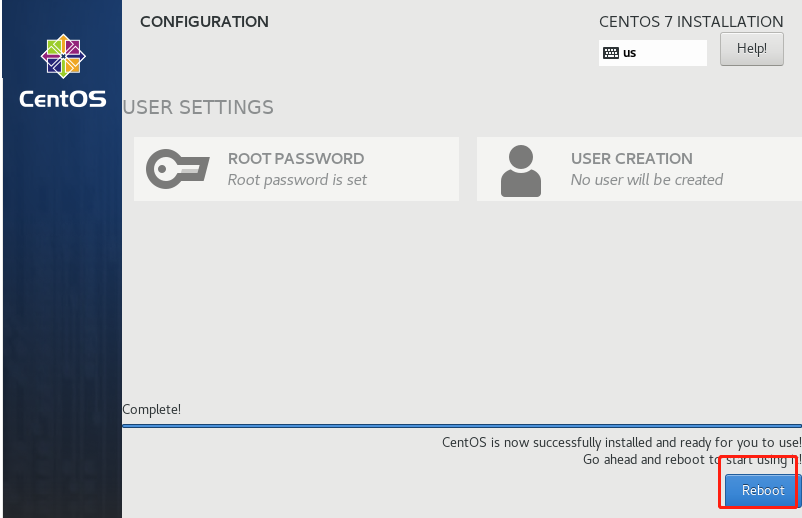 CONFIGURATION
CENTOS 7 INSTALLATION
us
Help!
CentOS
USER SETTINGS
ROOT PASSWORD
Root password is set
USER CREATION
No user will be created
Complete!
CentOS is now successfully installed and ready for you to use!
Go ahead and reboot to start using it!
Reboot